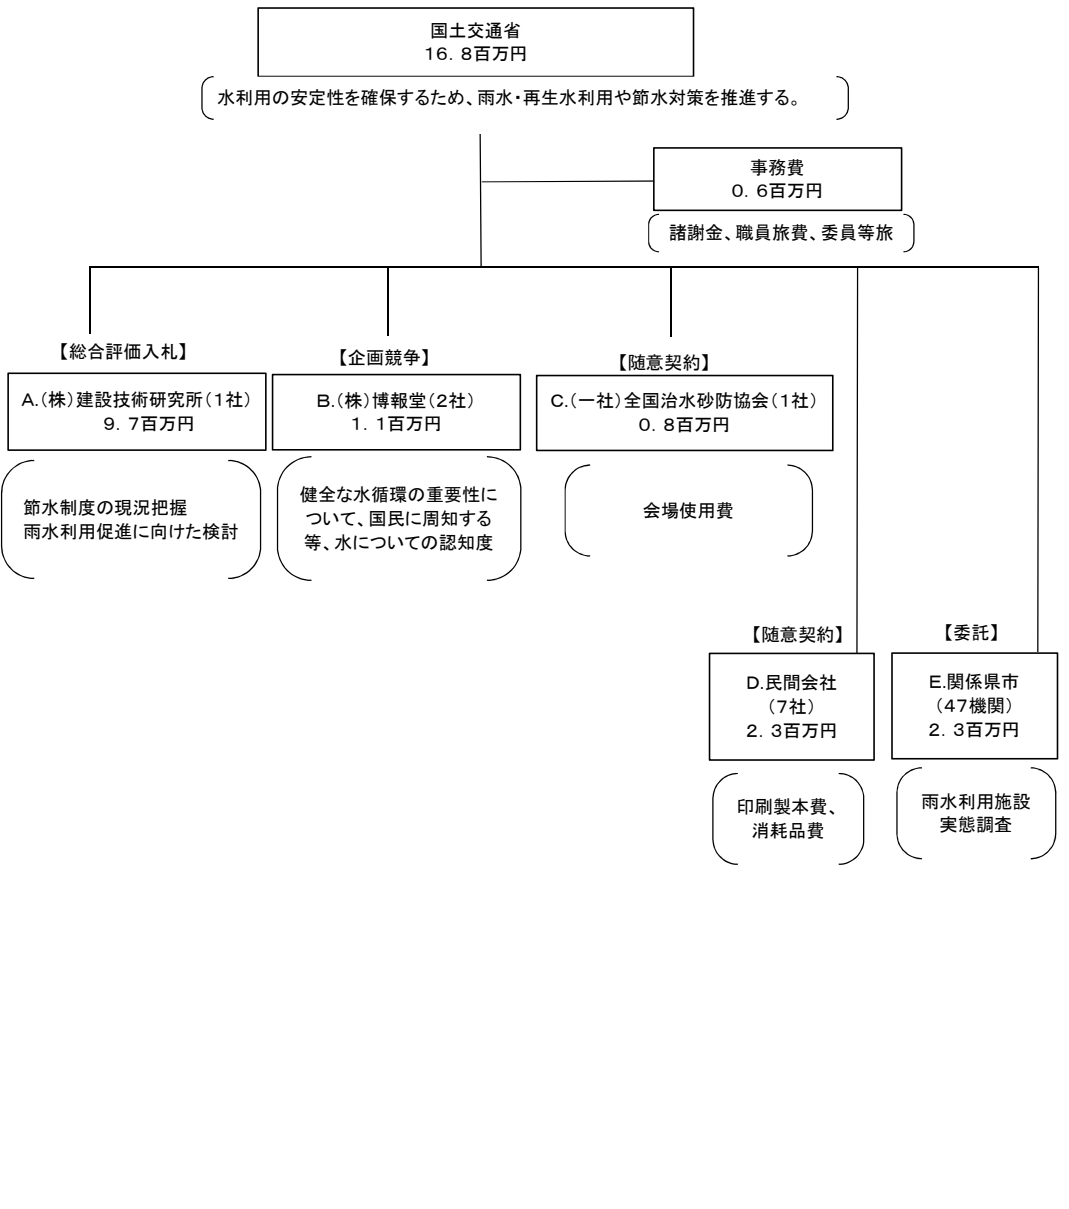 国土交通省
16．8百万円
水利用の安定性を確保するため、雨水・再生水利用や節水対策を推進する。
事務費
0．6百万円
諸謝金、職員旅費、委員等旅
【総合評価入札】
A.（株）建設技術研究所（1社）
9．7百万円
節水制度の現況把握
雨水利用促進に向けた検討
【企画競争】
B.（株）博報堂（2社）
1．1百万円
健全な水循環の重要性に
ついて、国民に周知する
等、水についての認知度
【随意契約】
C.（一社）全国治水砂防協会（1社）
0．8百万円
会場使用費
【随意契約】
D.民間会社
（7社）
2．3百万円
印刷製本費、
消耗品費
【委託】
E.関係県市
（47機関）
2．3百万円
雨水利用施設
実態調査